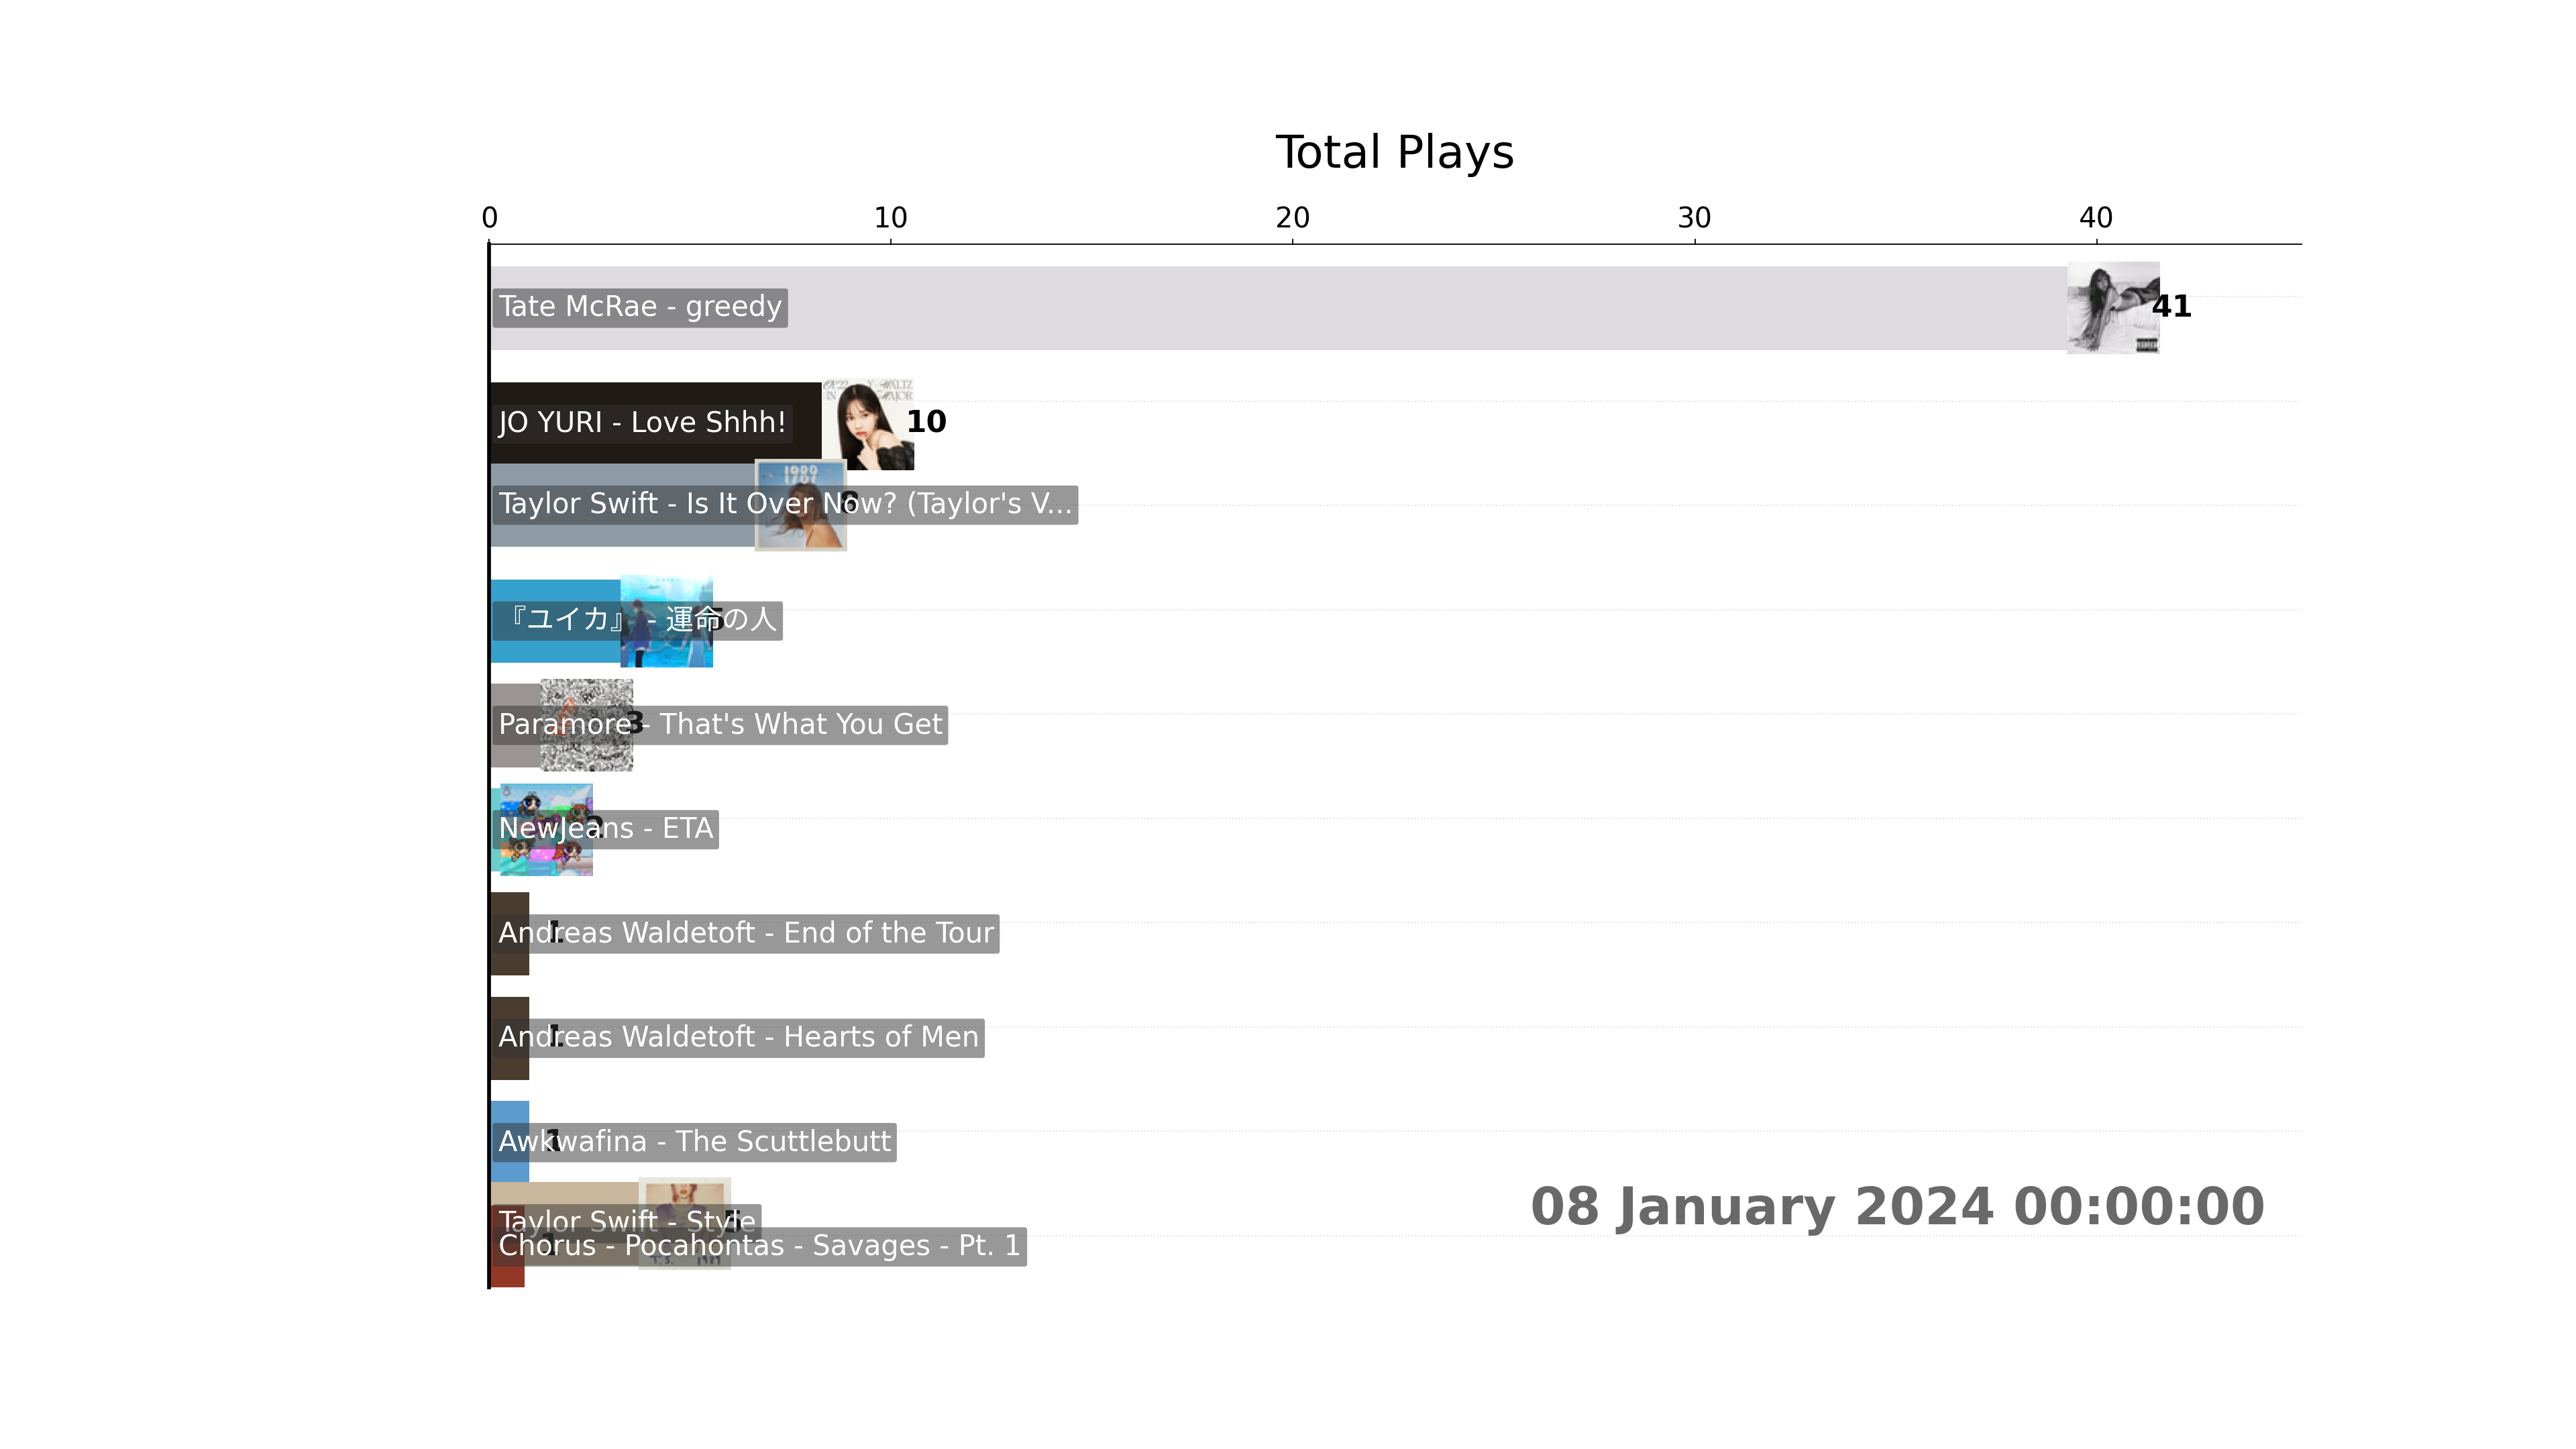 Total Plays
0 10 20 30 40
Tate McRae - greedy 41
JO YURI - Love Shhh! 10
Taylor Swift - Is It Over Now? (Taylor's V... 8
『ユイカ』 - 運命の人 5
Paramore - That's What You Get 3
NewJeans - ETA 2
Andreas Waldetoft - End of the Tour 1
Andreas Waldetoft - Hearts of Men 1
Awkwafina - The Scuttlebutt 1
Taylor Swift - Style 5
08 January 2024 00:00:00
Chorus - Pocahontas - Savages - Pt. 1 1